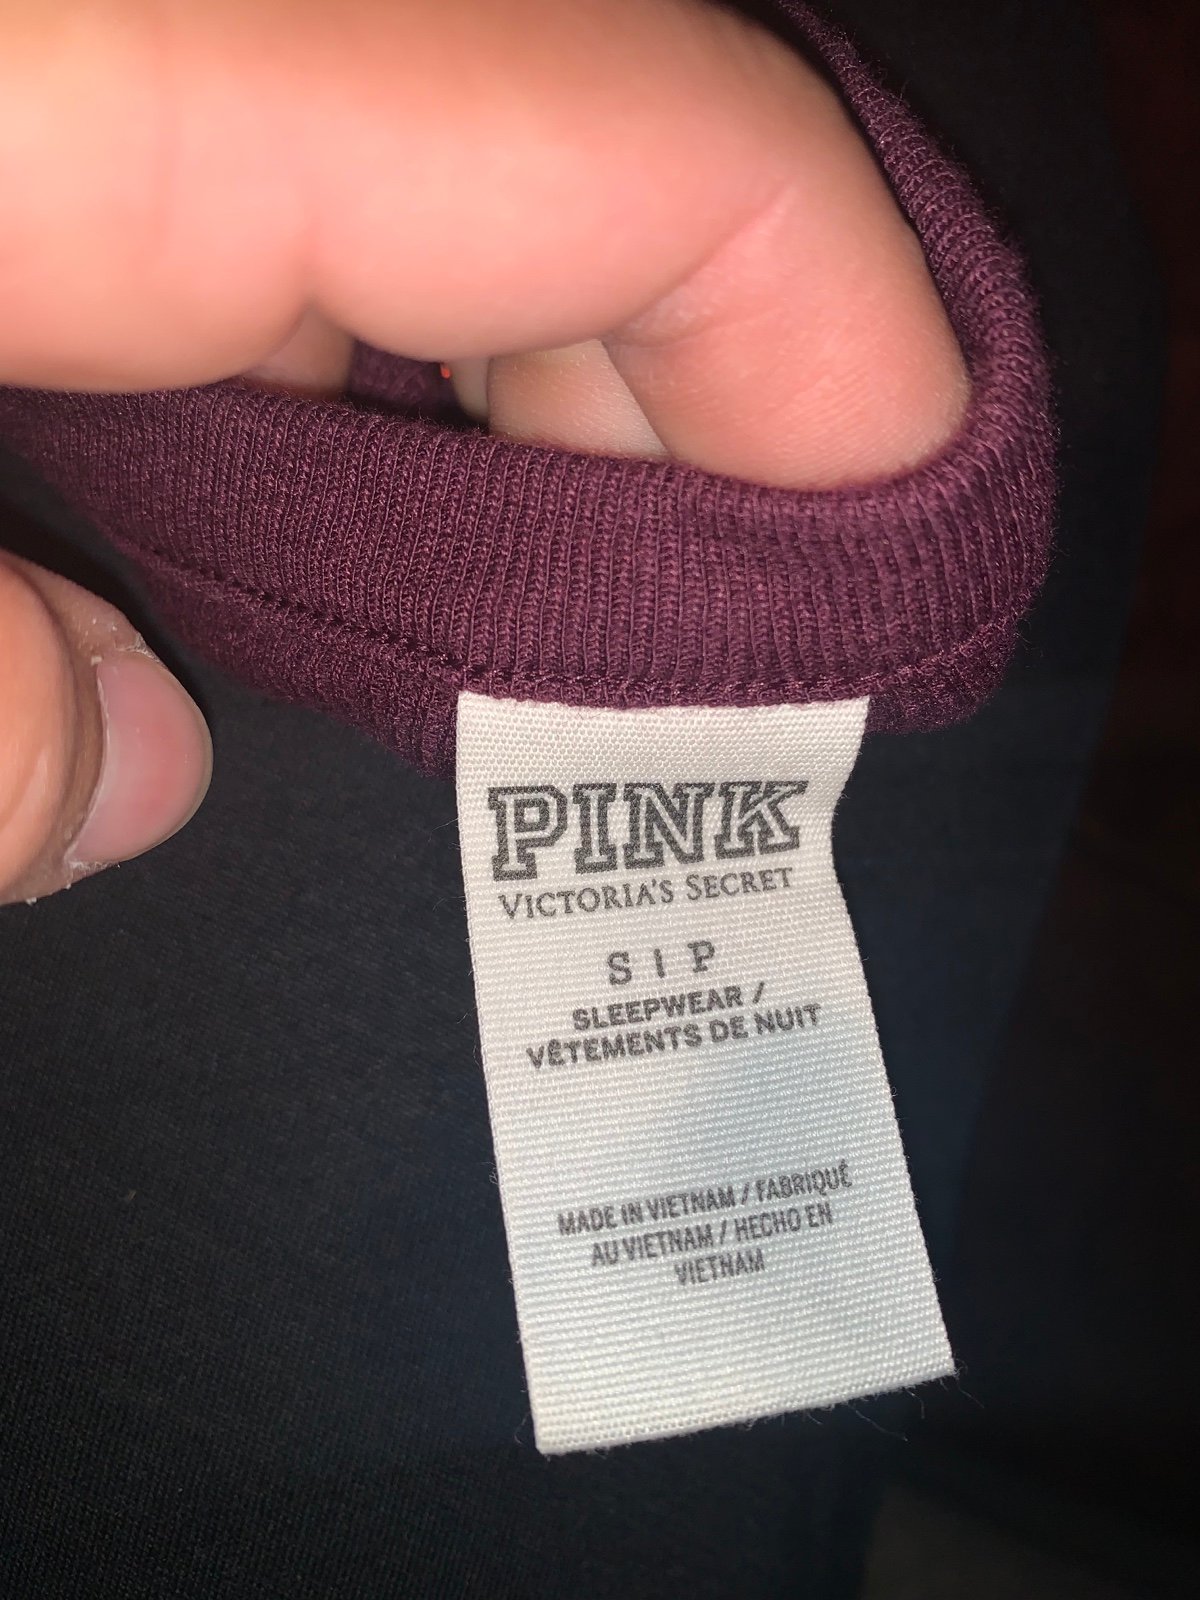 PINK
VICTORIA'S SECRET
S | P
SLEEPWEAR /
VÊTEMENTS DE NUIT
MADE IN VIETNAM / FABRIQUÉ
AU VIETNAM / HECHO EN
VIETNAM